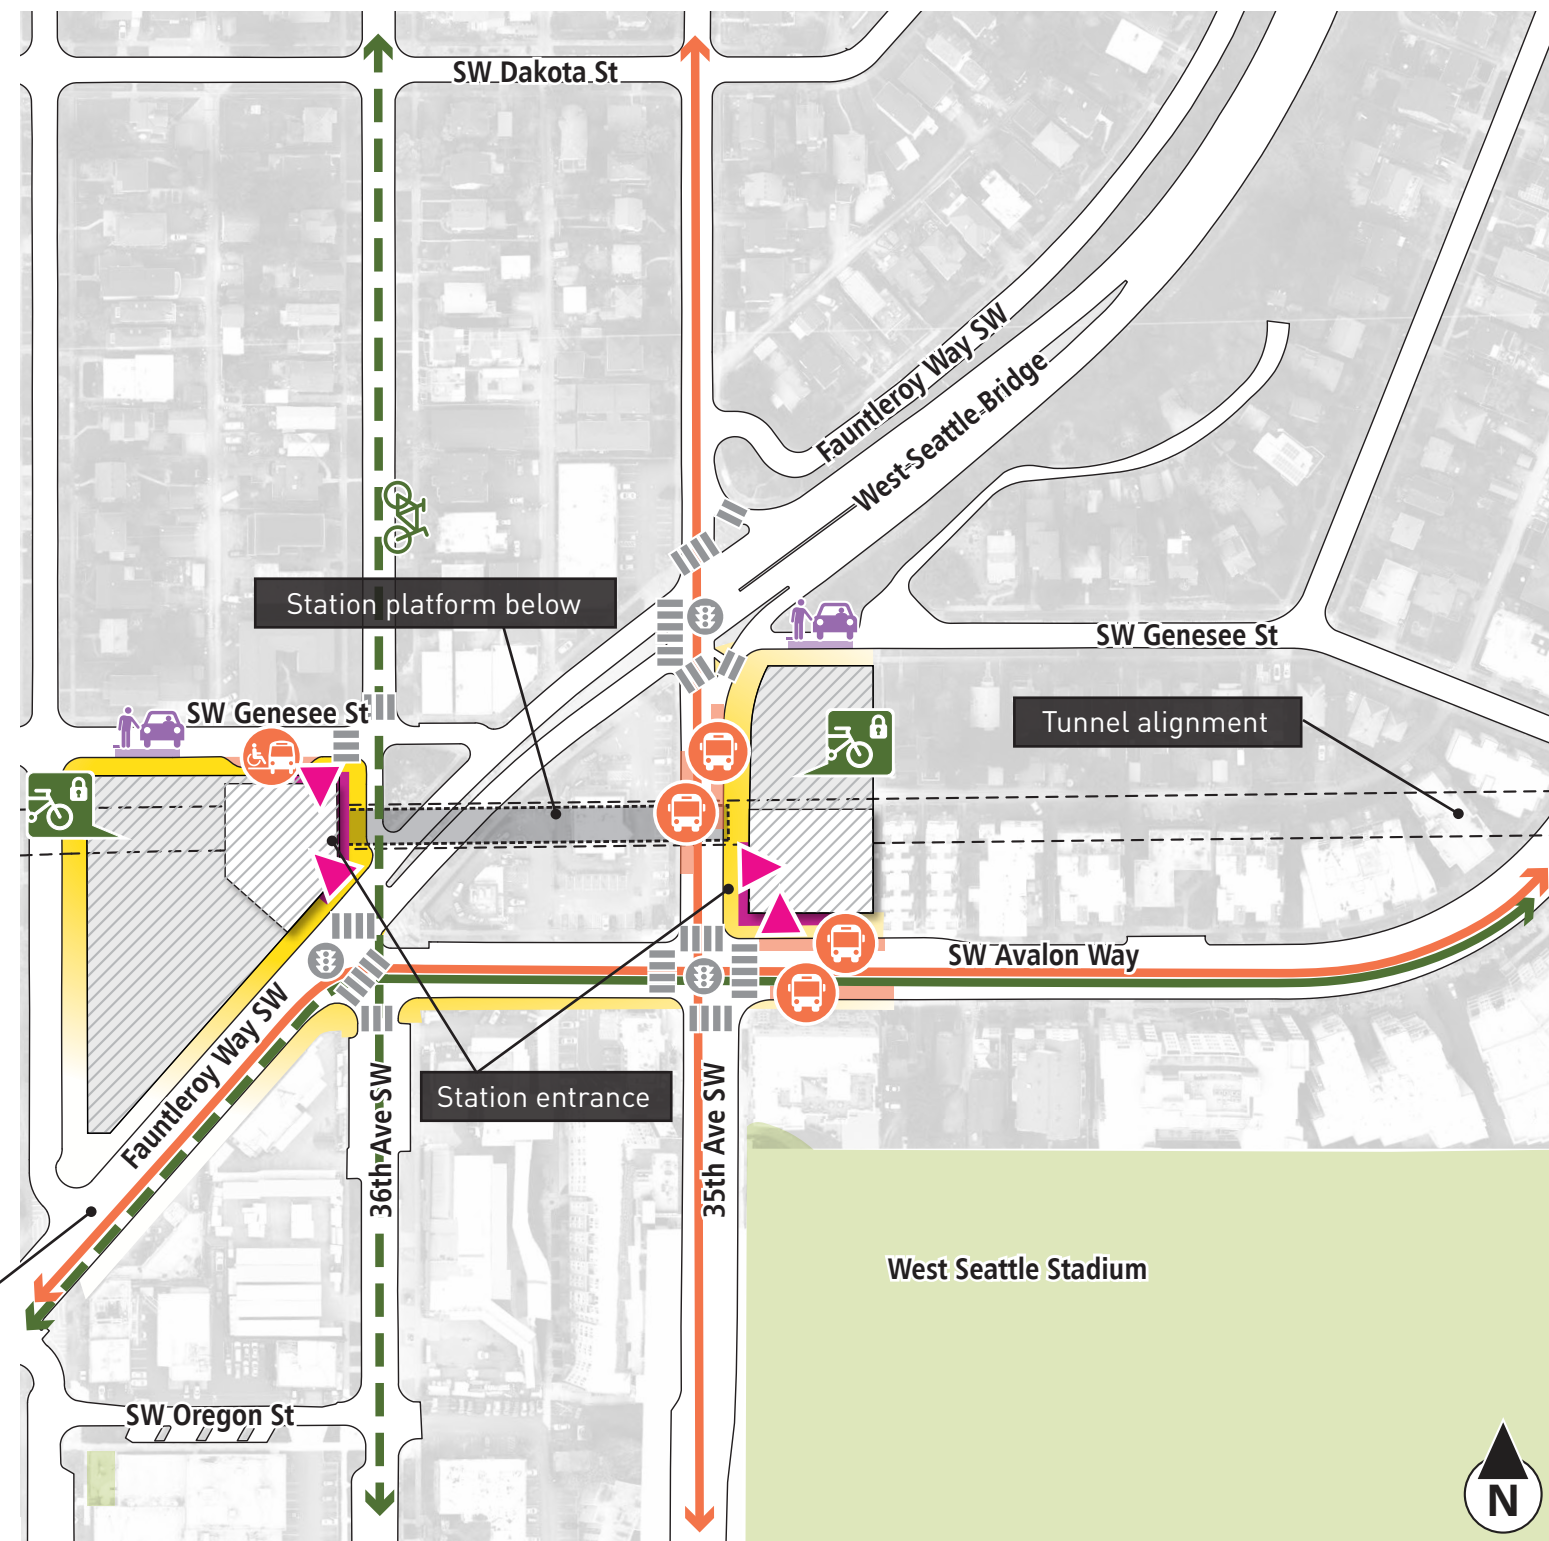 SW Dakota St
Fauntleroy Way SW
West Seattle Bridge
Station platform below
SW Genesee St
SW Genesee St
Tunnel alignment
SW Avalon Way
Fauntleroy Way SW
36th Ave SW
Station entrance
35th Ave SW
West Seattle Stadium
SW Oregon St
N